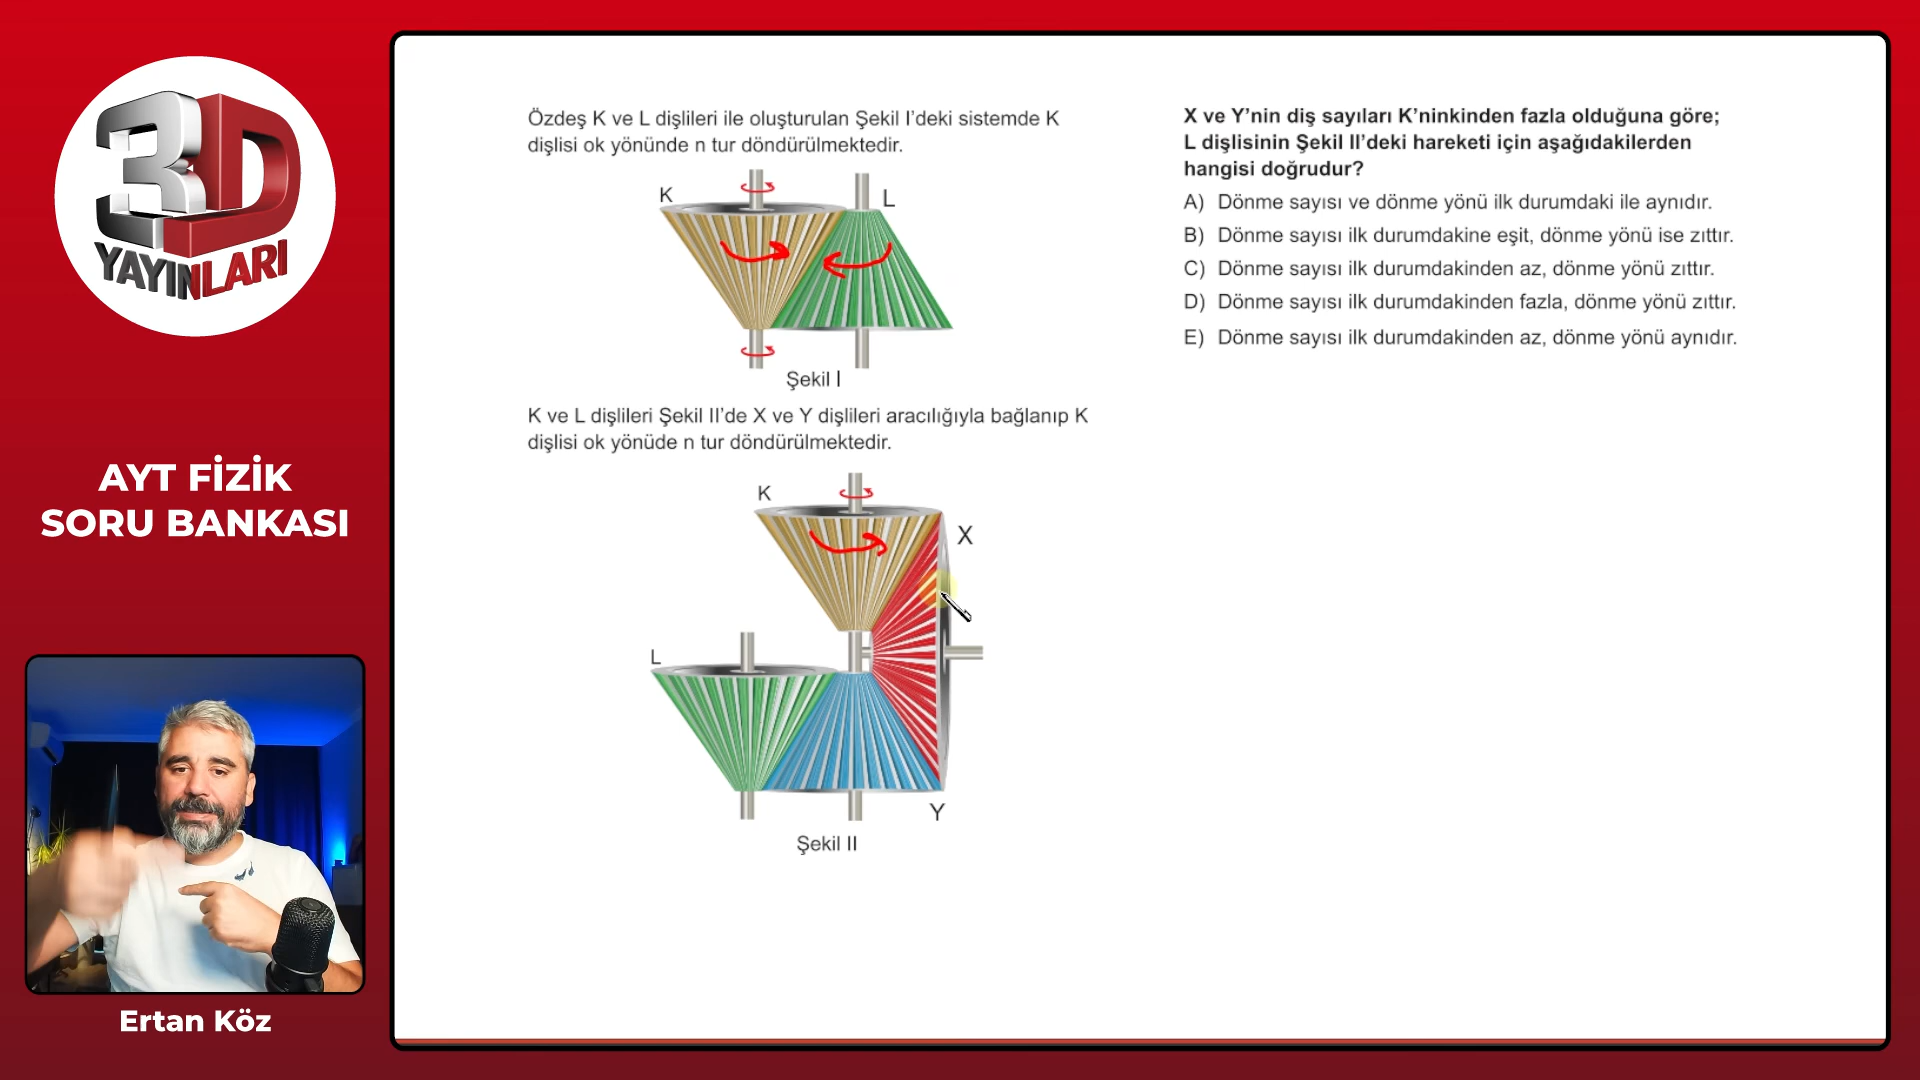 3D
YAYINLARI
AYT FİZİK
SORU BANKASI
Ertan Köz
Özdeş K ve L dişlileri ile oluşturulan Şekil I'deki sistemde K
dişlisi ok yönünde n tur döndürülmektedir.
K
L
Şekil I
K ve L dişlileri Şekil II'de X ve Y dişlileri aracılığıyla bağlanıp K
dişlisi ok yönüde n tur döndürülmektedir.
K
X
L
Y
Şekil II
X ve Y'nin diş sayıları K'ninkinden fazla olduğuna göre;
L dişlisinin Şekil II'deki hareketi için aşağıdakilerden
hangisi doğrudur?
A) Dönme sayısı ve dönme yönü ilk durumdaki ile aynıdır.
B) Dönme sayısı ilk durumdakine eşit, dönme yönü ise zıttır.
C) Dönme sayısı ilk durumdakinden az, dönme yönü zıttır.
D) Dönme sayısı ilk durumdakinden fazla, dönme yönü zıttır.
E) Dönme sayısı ilk durumdakinden az, dönme yönü aynıdır.